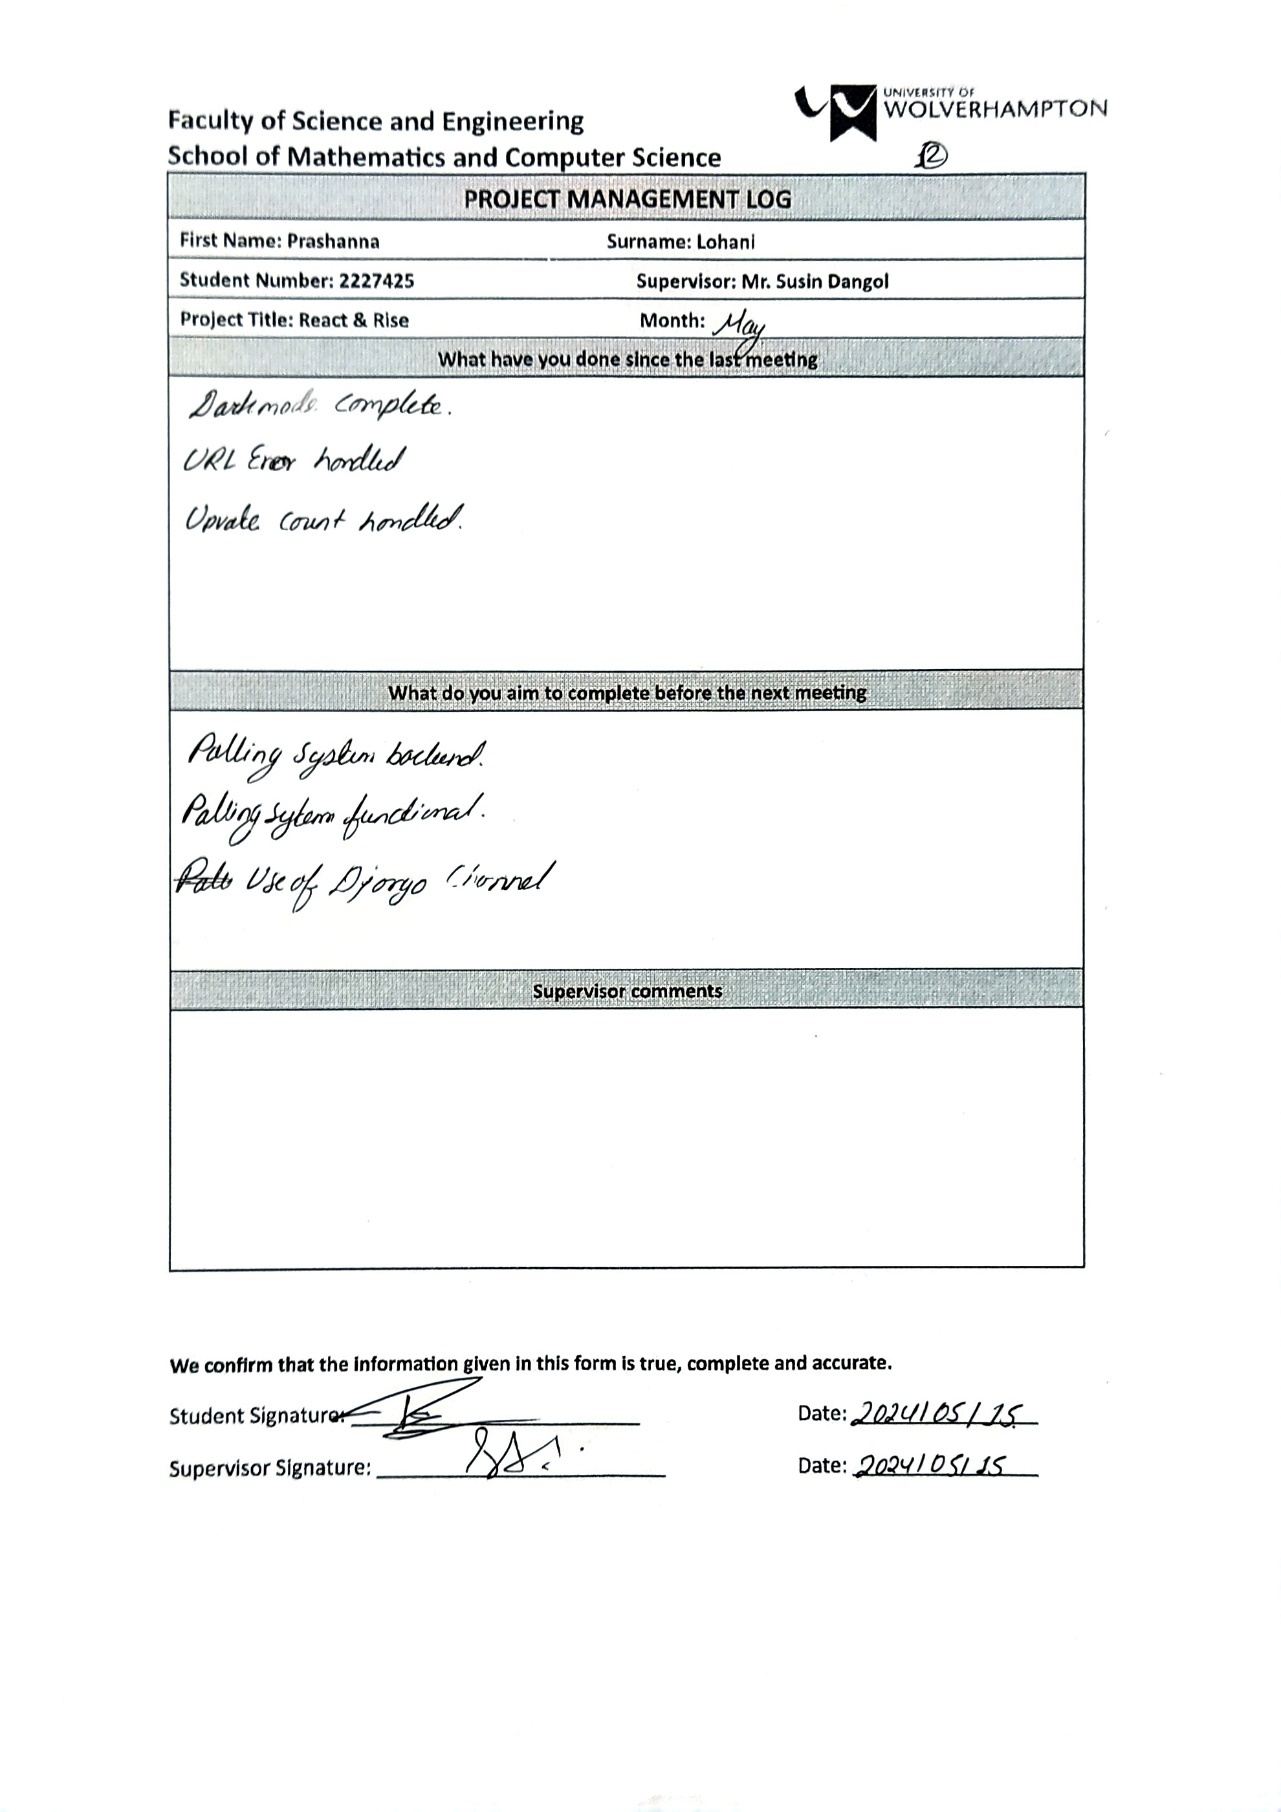 UNIVERSITY OF
WOLVERHAMPTON
Faculty of Science and Engineering
School of Mathematics and Computer Science
12
PROJECT MANAGEMENT LOG
First Name: Prashanna Surname: Lohani
Student Number: 2227425 Supervisor: Mr. Susin Dangol
Project Title: React & Rise Month: May
What have you done since the last meeting
Darkmode complete.
URL Error handled
Upvote count handled.
What do you aim to complete before the next meeting
Polling System backend.
Polling sytem functional.
Use of Django Channel
Supervisor comments
We confirm that the information given in this form is true, complete and accurate.
Student Signature: Date: 2024/05/15
Supervisor Signature: Date: 2024/05/15